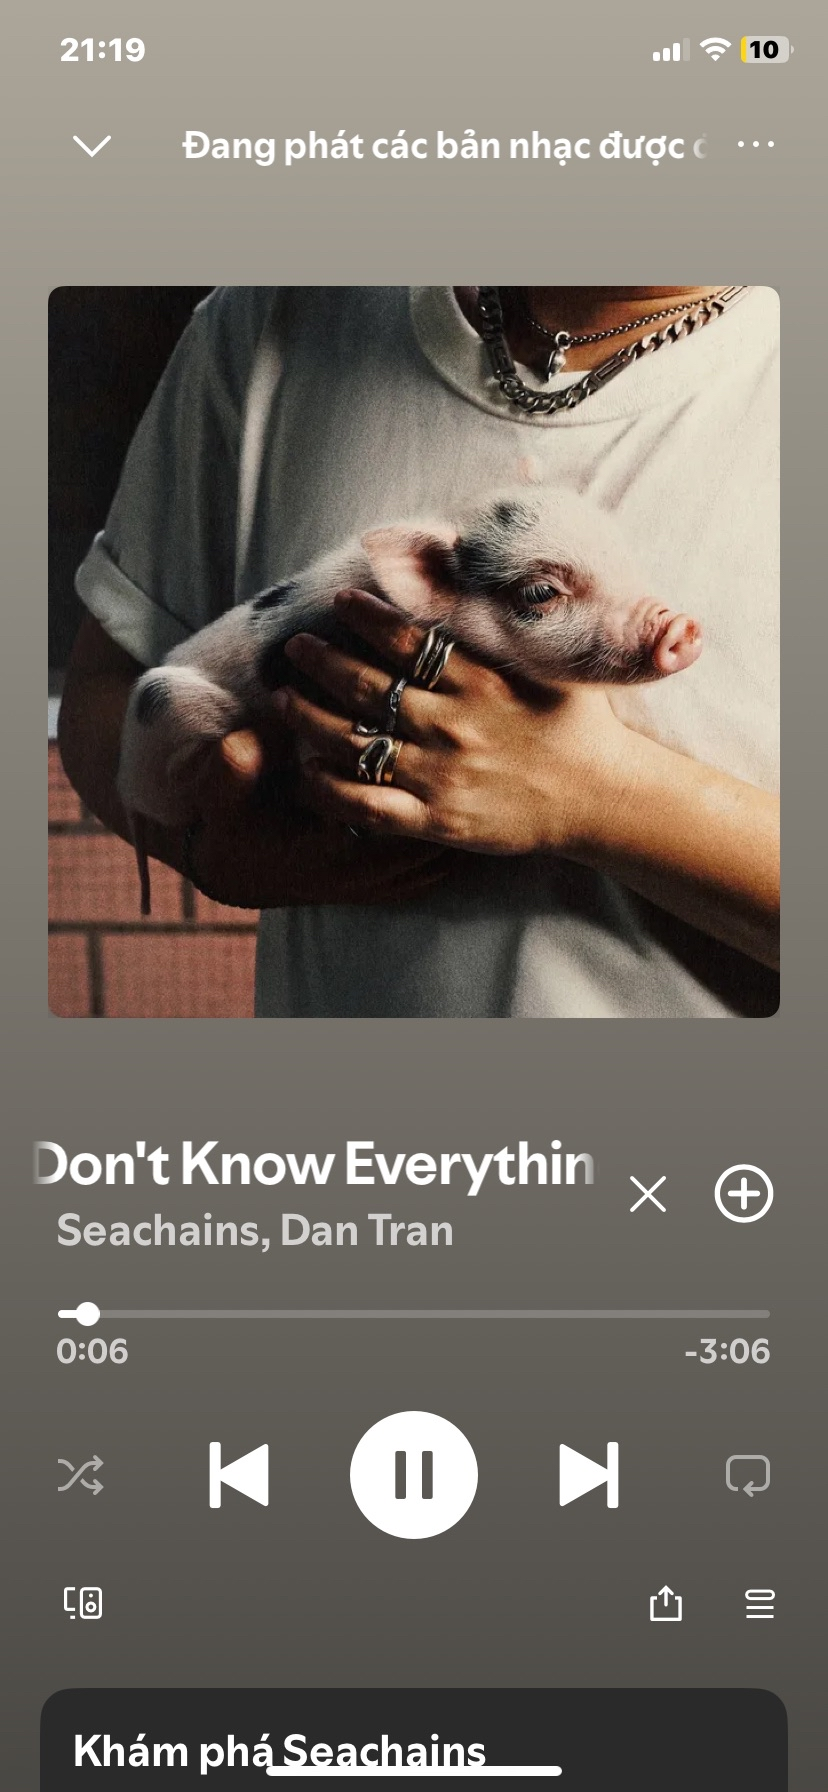 21:19
10
Đang phát các bản nhạc được
Don't Know Everythin
Seachains, Dan Tran
0:06
-3:06
Khám phá Seachains